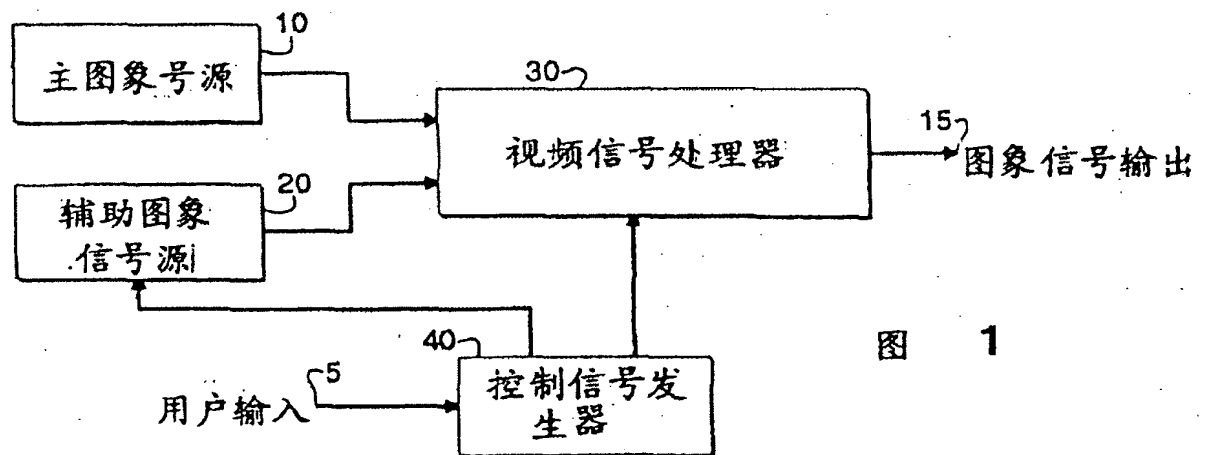 10
主图象号源
30
视频信号处理器
15
图象信号输出
20
辅助图象
信号源
40
控制信号发
生器
5
用户输入
图 1